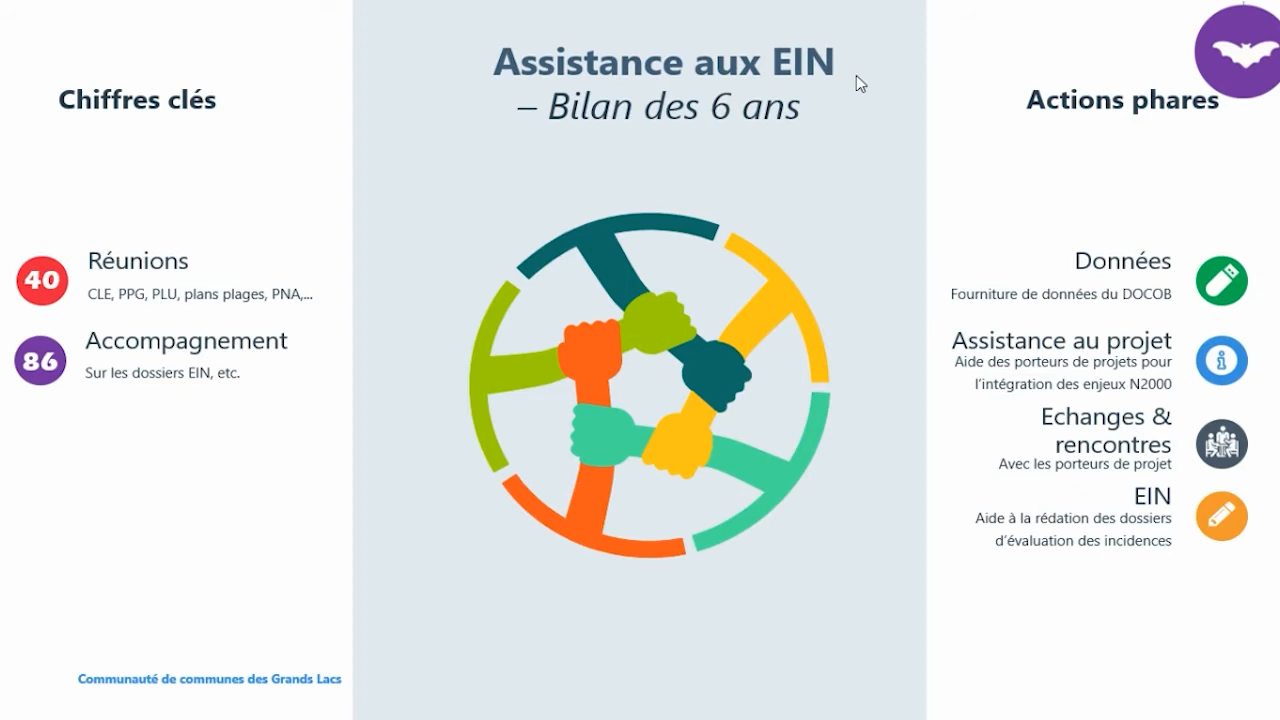 Assistance aux EIN
– Bilan des 6 ans
Chiffres clés
40
Réunions
CLE, PPG, PLU, plans plages, PNA,...
86
Accompagnement
Sur les dossiers EIN, etc.
Communauté de communes des Grands Lacs
Actions phares
Données
Fourniture de données du DOCOB
Assistance au projet
Aide des porteurs de projets pour
l'intégration des enjeux N2000
Echanges &
rencontres
Avec les porteurs de projet
EIN
Aide à la rédation des dossiers
d'évaluation des incidences